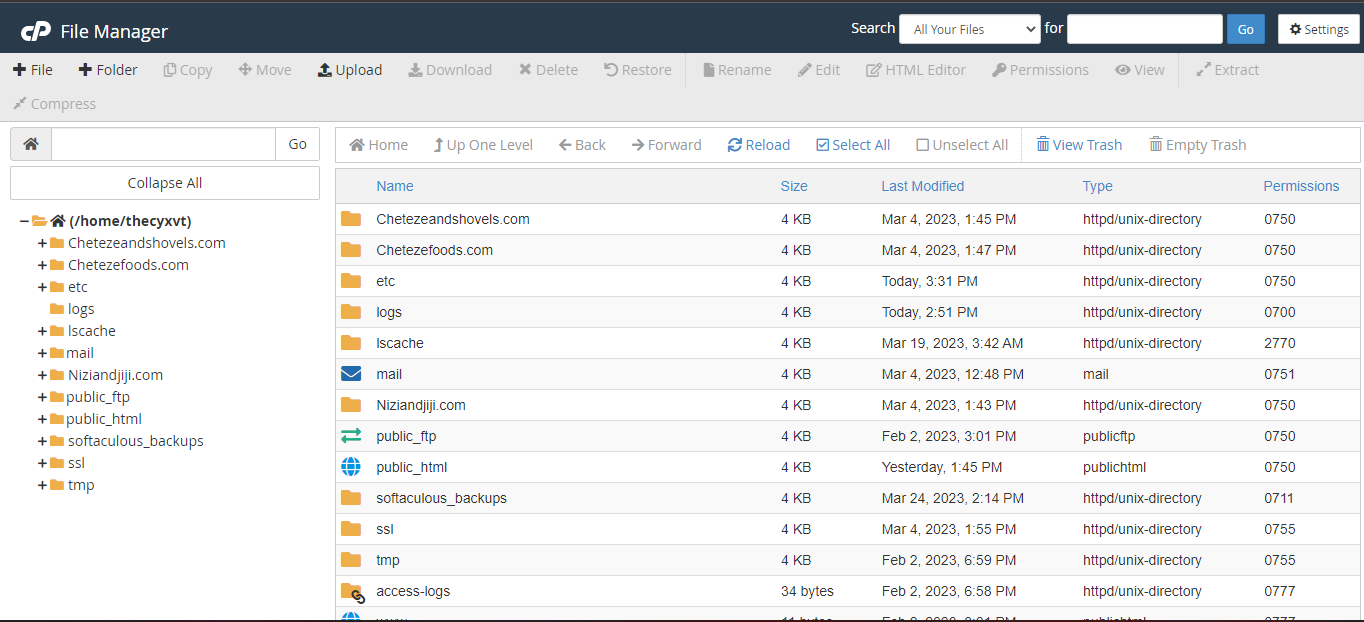 cP File Manager
Search All Your Files for Go Settings
File Folder Copy Move Upload Download Delete Restore Rename Edit HTML Editor Permissions View Extract
Compress
Go
Collapse All
(/home/thecyxvt)
Chetezeandshovels.com
Chetezefoods.com
etc
logs
lscache
mail
Niziandjiji.com
public_ftp
public_html
softaculous_backups
ssl
tmp
Home Up One Level Back Forward Reload Select All Unselect All View Trash Empty Trash
Name Size Last Modified Type Permissions
Chetezeandshovels.com 4 KB Mar 4, 2023, 1:45 PM httpd/unix-directory 0750
Chetezefoods.com 4 KB Mar 4, 2023, 1:47 PM httpd/unix-directory 0750
etc 4 KB Today, 3:31 PM httpd/unix-directory 0750
logs 4 KB Today, 2:51 PM httpd/unix-directory 0700
lscache 4 KB Mar 19, 2023, 3:42 AM httpd/unix-directory 2770
mail 4 KB Mar 4, 2023, 12:48 PM mail 0751
Niziandjiji.com 4 KB Mar 4, 2023, 1:43 PM httpd/unix-directory 0750
public_ftp 4 KB Feb 2, 2023, 3:01 PM publicftp 0750
public_html 4 KB Yesterday, 1:45 PM publichtml 0750
softaculous_backups 4 KB Mar 24, 2023, 2:14 PM httpd/unix-directory 0711
ssl 4 KB Mar 4, 2023, 1:55 PM httpd/unix-directory 0755
tmp 4 KB Feb 2, 2023, 6:59 PM httpd/unix-directory 0755
access-logs 34 bytes Feb 2, 2023, 6:58 PM httpd/unix-directory 0777